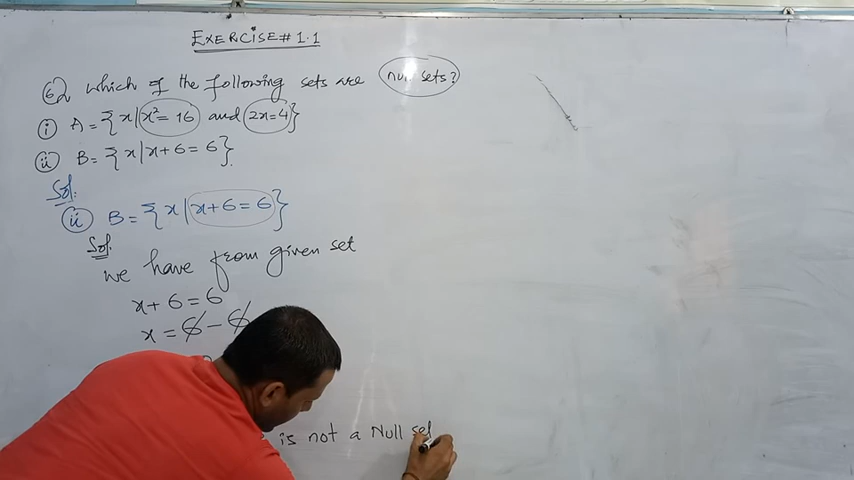 EXERCISE # 1.1
6Q which of the following sets are null sets?
i A = {x | x² = 16 and 2x = 4}
ii B = {x | x + 6 = 6}.
Sol:
ii B = {x | x + 6 = 6}
Sol:
we have from given set
x + 6 = 6
x = 6 - 6
is not a Null set